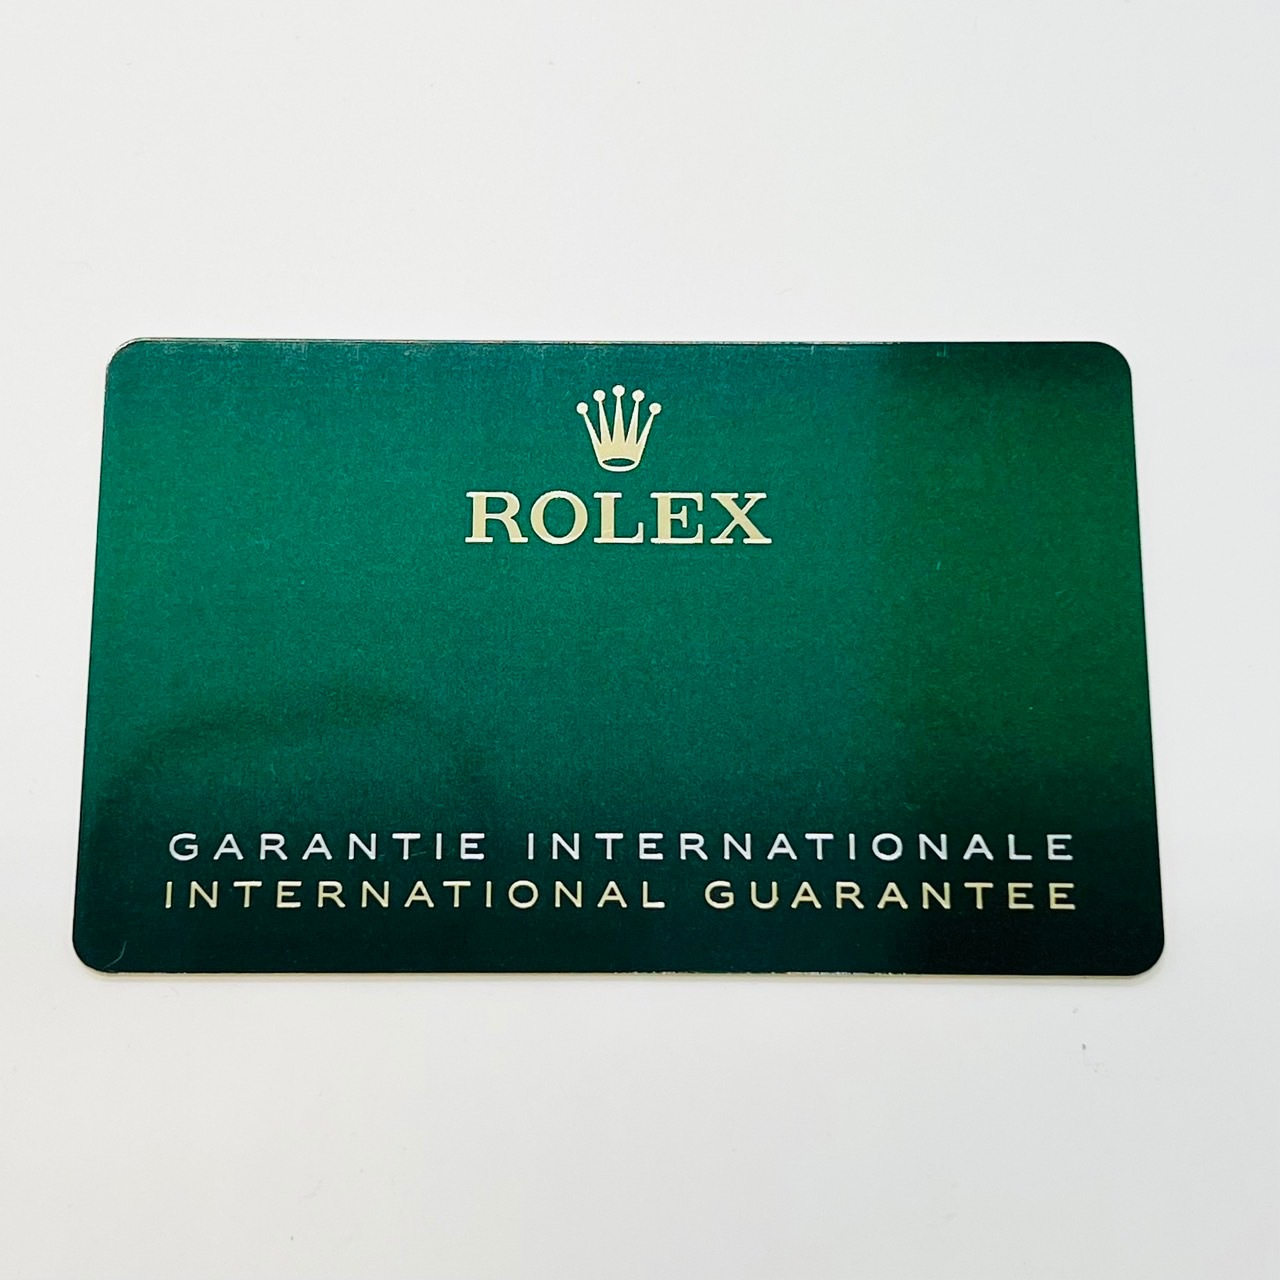 ROLEX
GARANTIE INTERNATIONALE
INTERNATIONAL GUARANTEE